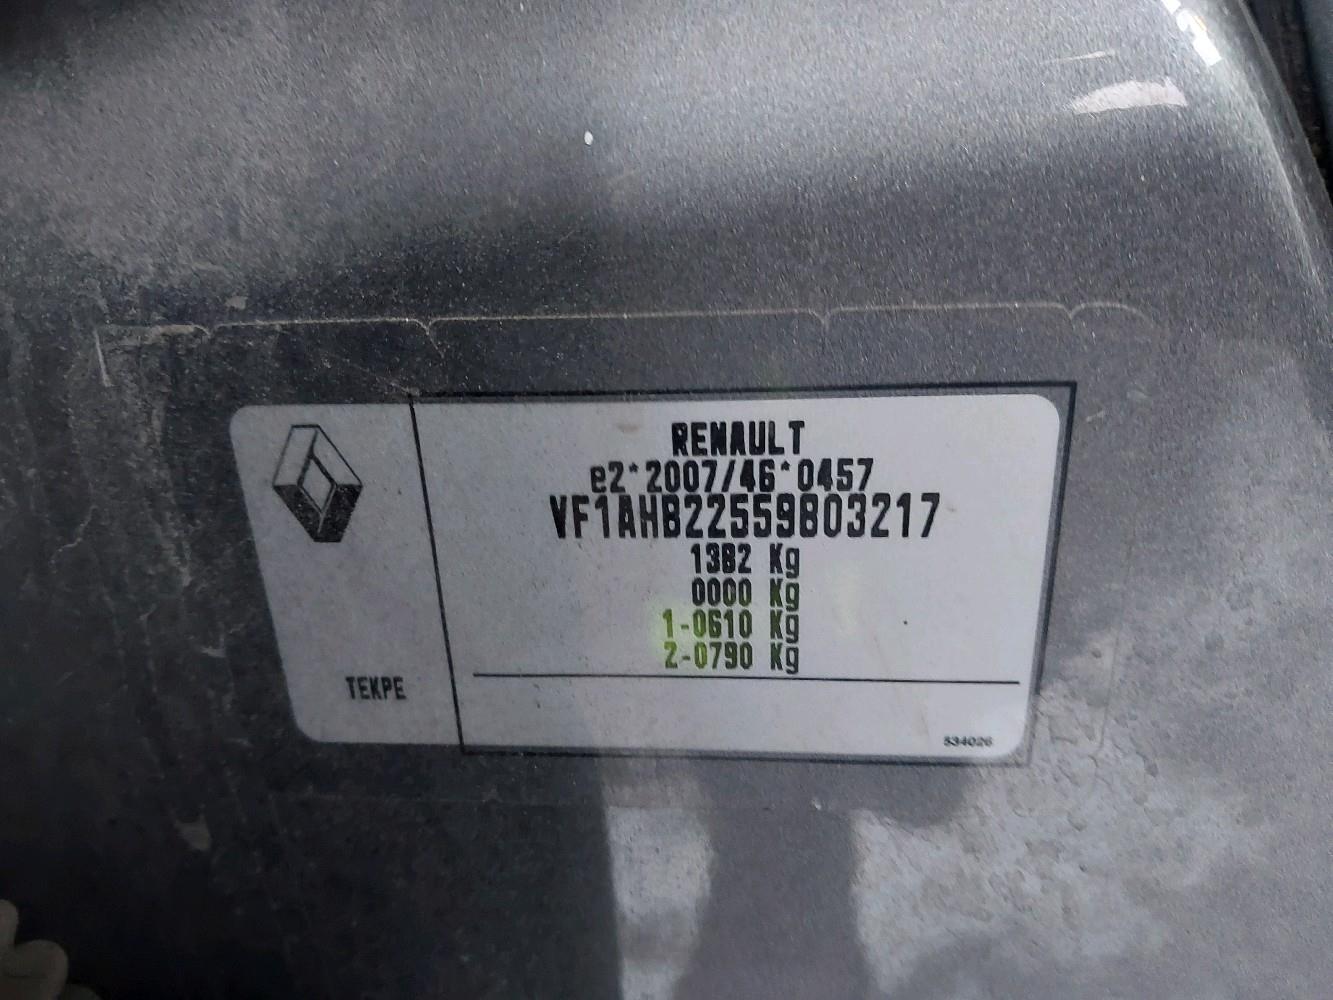 RENAULT
e2*2007/46*0457
VF1AHB22559803217
1382 Kg
0000 Kg
1-0610 Kg
2-0790 Kg
TEKPE
534026